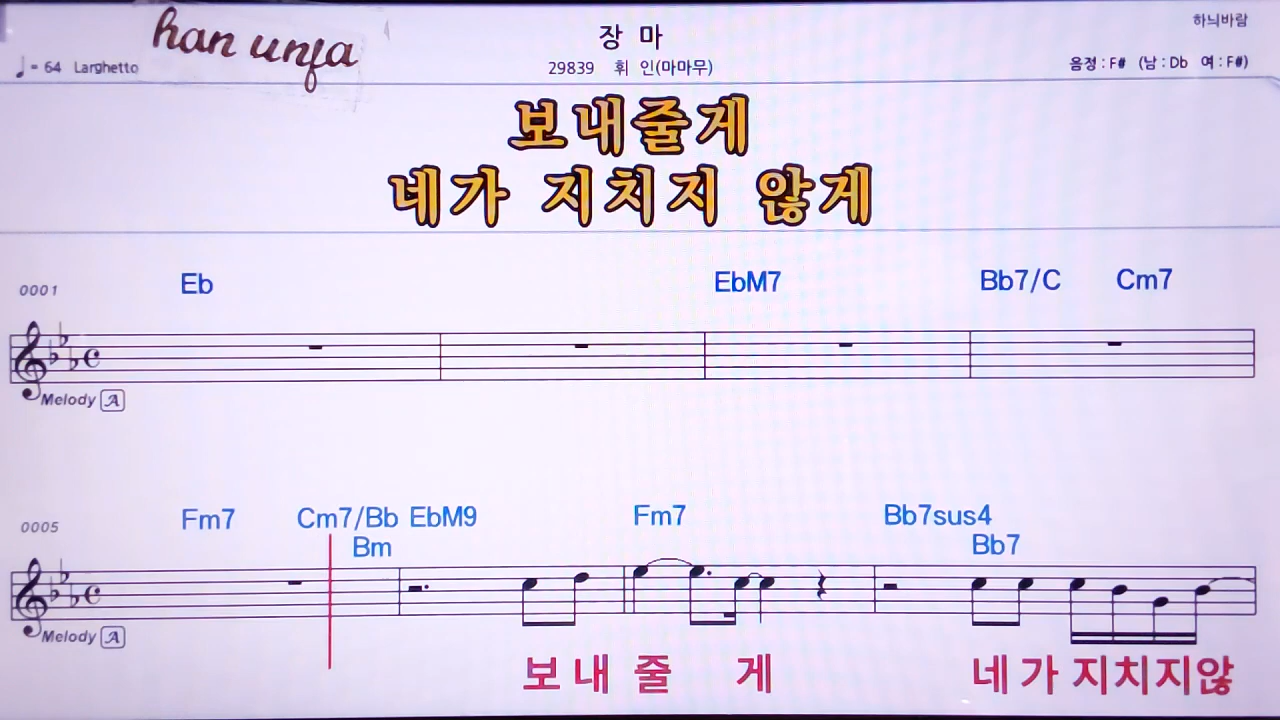 han unja
하늬바람
장 마
♩= 64 Larghetto
29839 휘 인(마마무)
음정 : F# (남 : Db 여 : F#)
보내줄게
네가 지치지 않게
0001 Eb EbM7 Bb7/C Cm7
Melody A
0005 Fm7 Cm7/Bb EbM9 Fm7 Bb7sus4
Bm Bb7
Melody A
보 내 줄 게 네 가 지치지않